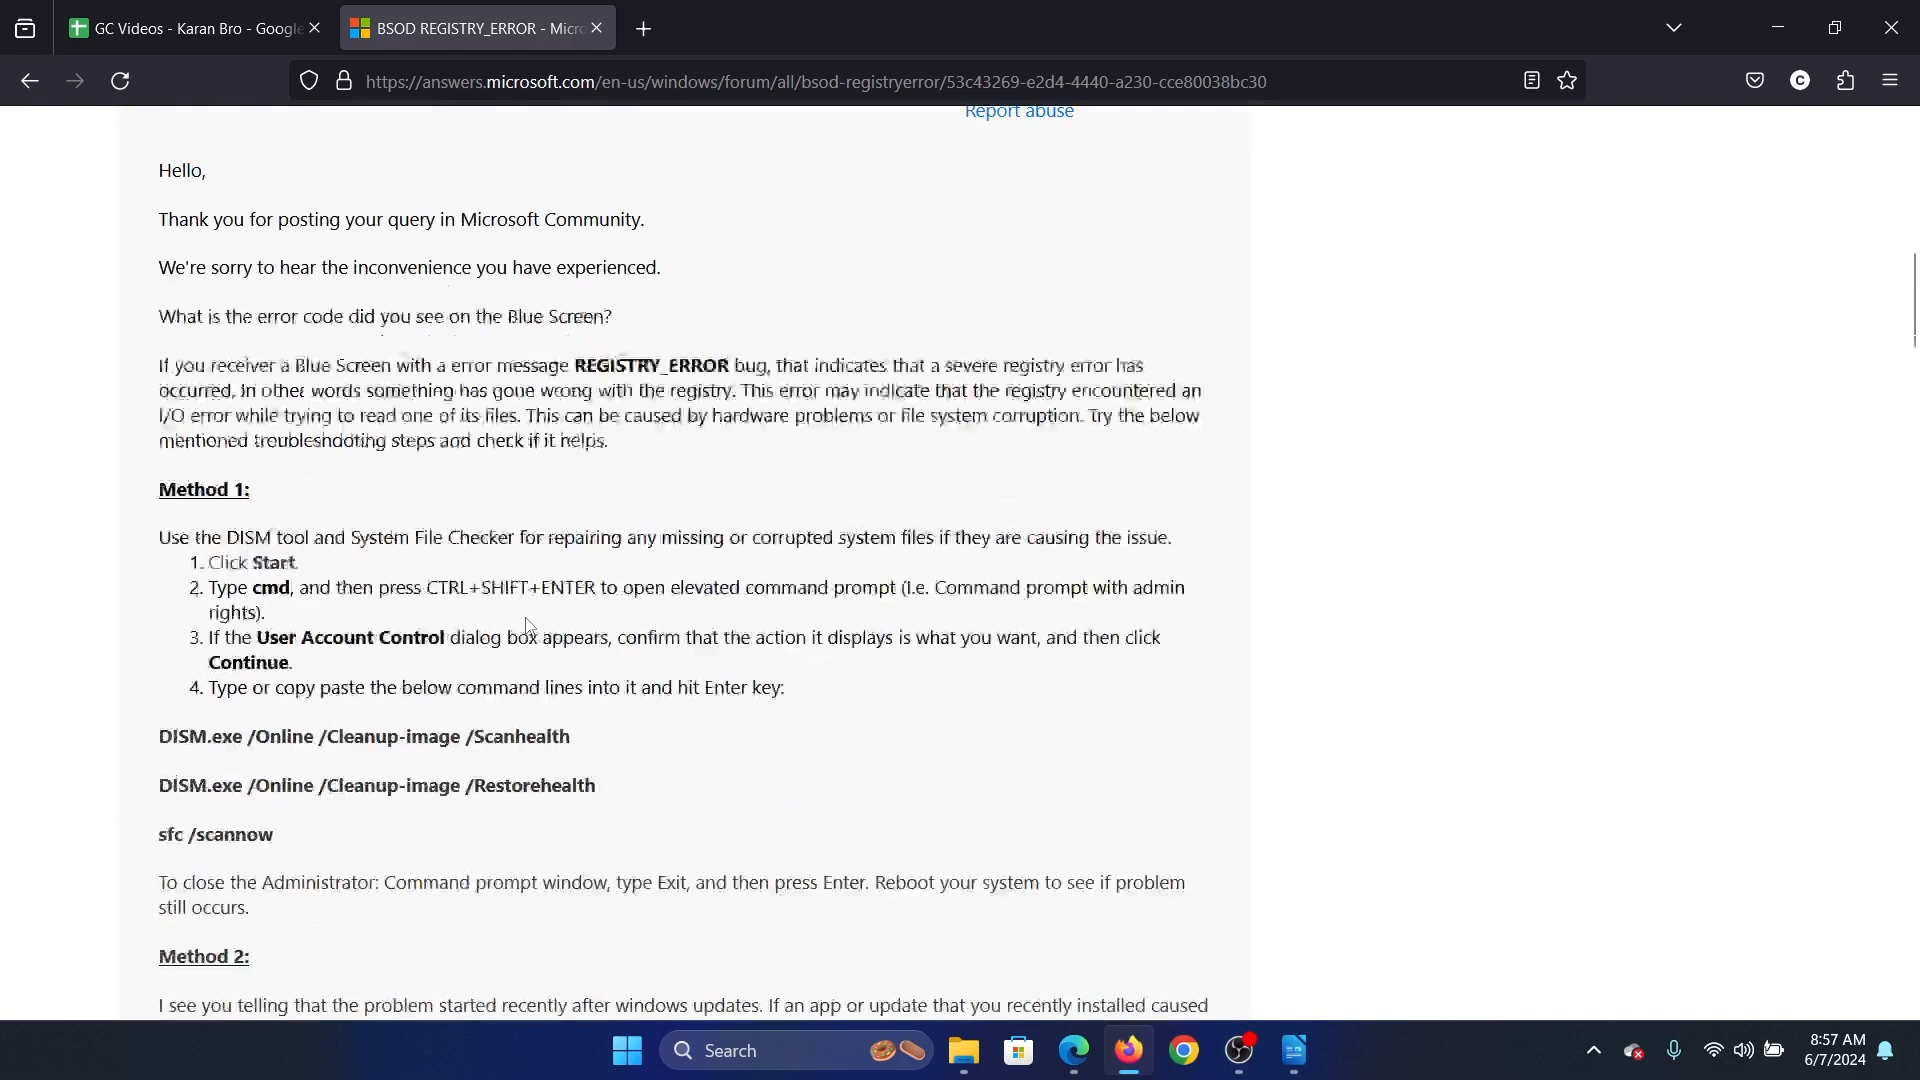 GC Videos - Karan Bro - Google
BSOD REGISTRY_ERROR - Micro
https://answers.microsoft.com/en-us/windows/forum/all/bsod-registryerror/53c43269-e2d4-4440-a230-cce80038bc30
C
Report abuse
Hello,
Thank you for posting your query in Microsoft Community.
We're sorry to hear the inconvenience you have experienced.
What is the error code did you see on the Blue Screen?
If you receiver a Blue Screen with a error message REGISTRY_ERROR bug, that indicates that a severe registry error has
occurred, In other words something has gone wrong with the registry. This error may indicate that the registry encountered an
I/O error while trying to read one of its files. This can be caused by hardware problems or file system corruption. Try the below
mentioned troubleshooting steps and check if it helps.
Method 1:
Use the DISM tool and System File Checker for repairing any missing or corrupted system files if they are causing the issue.
1. Click Start.
2. Type cmd, and then press CTRL+SHIFT+ENTER to open elevated command prompt (I.e. Command prompt with admin
rights).
3. If the User Account Control dialog box appears, confirm that the action it displays is what you want, and then click
Continue.
4. Type or copy paste the below command lines into it and hit Enter key:
DISM.exe /Online /Cleanup-image /Scanhealth
DISM.exe /Online /Cleanup-image /Restorehealth
sfc /scannow
To close the Administrator: Command prompt window, type Exit, and then press Enter. Reboot your system to see if problem
still occurs.
Method 2:
I see you telling that the problem started recently after windows updates. If an app or update that you recently installed caused
Search
8:57 AM
6/7/2024